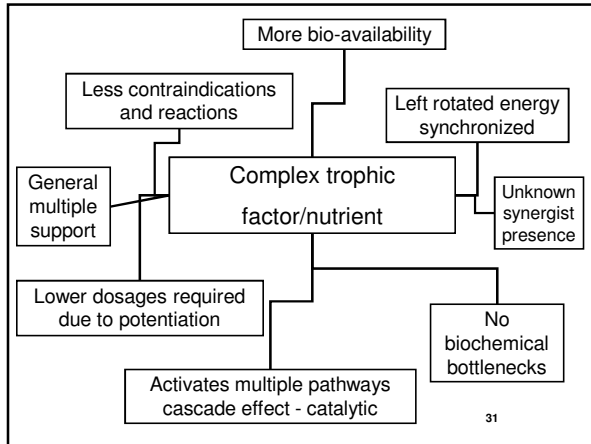 More bio-availability
Less contraindications
and reactions
Left rotated energy
synchronized
General
multiple
support
Complex trophic
factor/nutrient
Unknown
synergist
presence
Lower dosages required
due to potentiation
No
biochemical
bottlenecks
Activates multiple pathways
cascade effect - catalytic
31